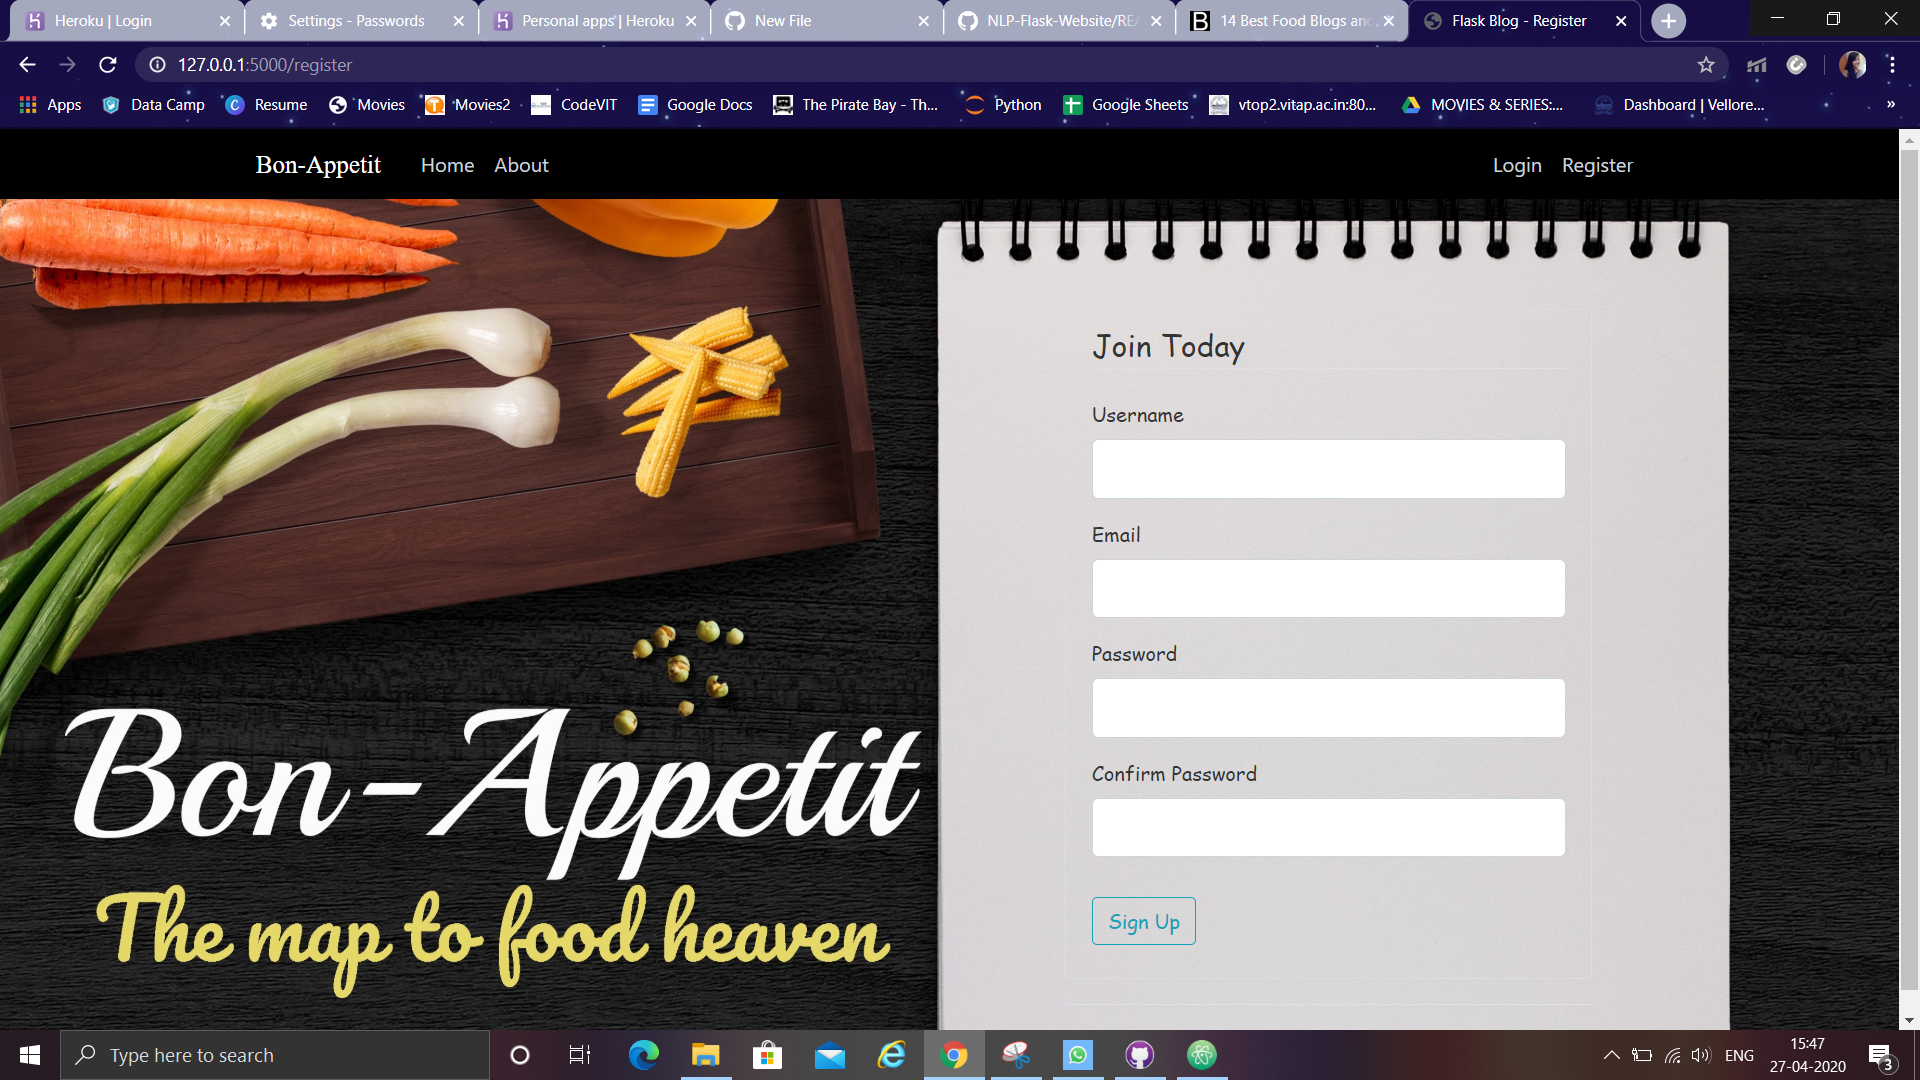 Heroku | Login
Settings - Passwords
Personal apps | Heroku
New File
NLP-Flask-Website/RE
14 Best Food Blogs an
Flask Blog - Register
127.0.0.1:5000/register
Apps
Data Camp
Resume
Movies
Movies2
CodeVIT
Google Docs
The Pirate Bay - Th...
Python
Google Sheets
vtop2.vitap.ac.in:80...
MOVIES & SERIES:...
Dashboard | Vellore...
»
Bon-Appetit
Home
About
Login
Register
Join Today
Username
Email
Password
Confirm Password
Sign Up
Bon-Appetit
The map to food heaven
Type here to search
ENG
15:47
27-04-2020
3